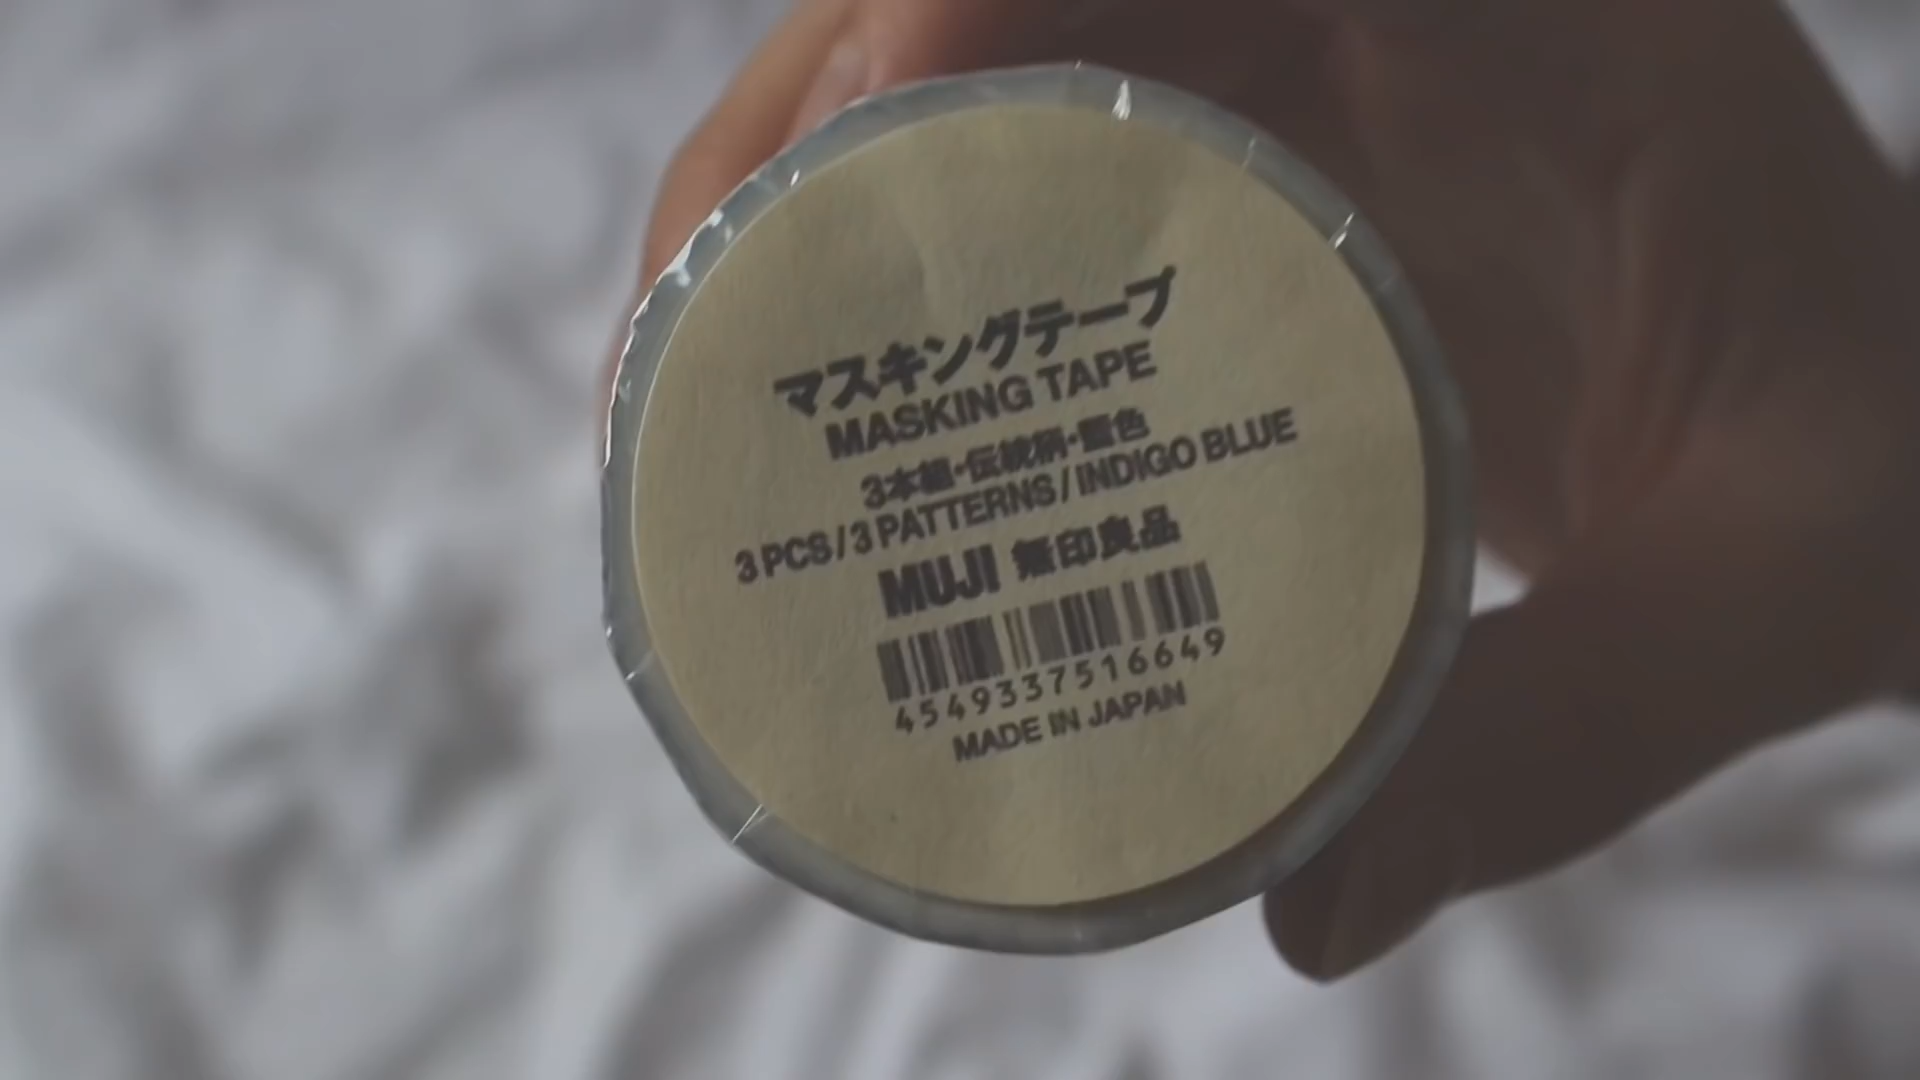 マスキングテープ
MASKING TAPE
3本組・伝統柄・藍色
3 PCS / 3 PATTERNS / INDIGO BLUE
MUJI 無印良品
4549337516649
MADE IN JAPAN